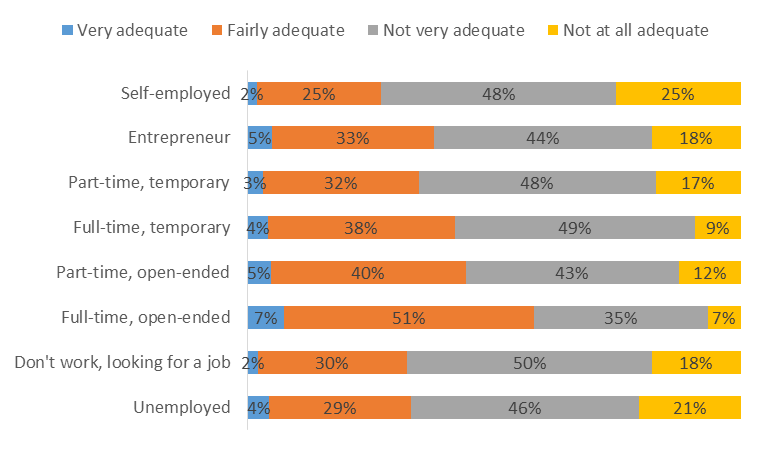 Very adequate Fairly adequate Not very adequate Not at all adequate
Self-employed 2% 25% 48% 25%
Entrepreneur 5% 33% 44% 18%
Part-time, temporary 3% 32% 48% 17%
Full-time, temporary 4% 38% 49% 9%
Part-time, open-ended 5% 40% 43% 12%
Full-time, open-ended 7% 51% 35% 7%
Don't work, looking for a job 2% 30% 50% 18%
Unemployed 4% 29% 46% 21%